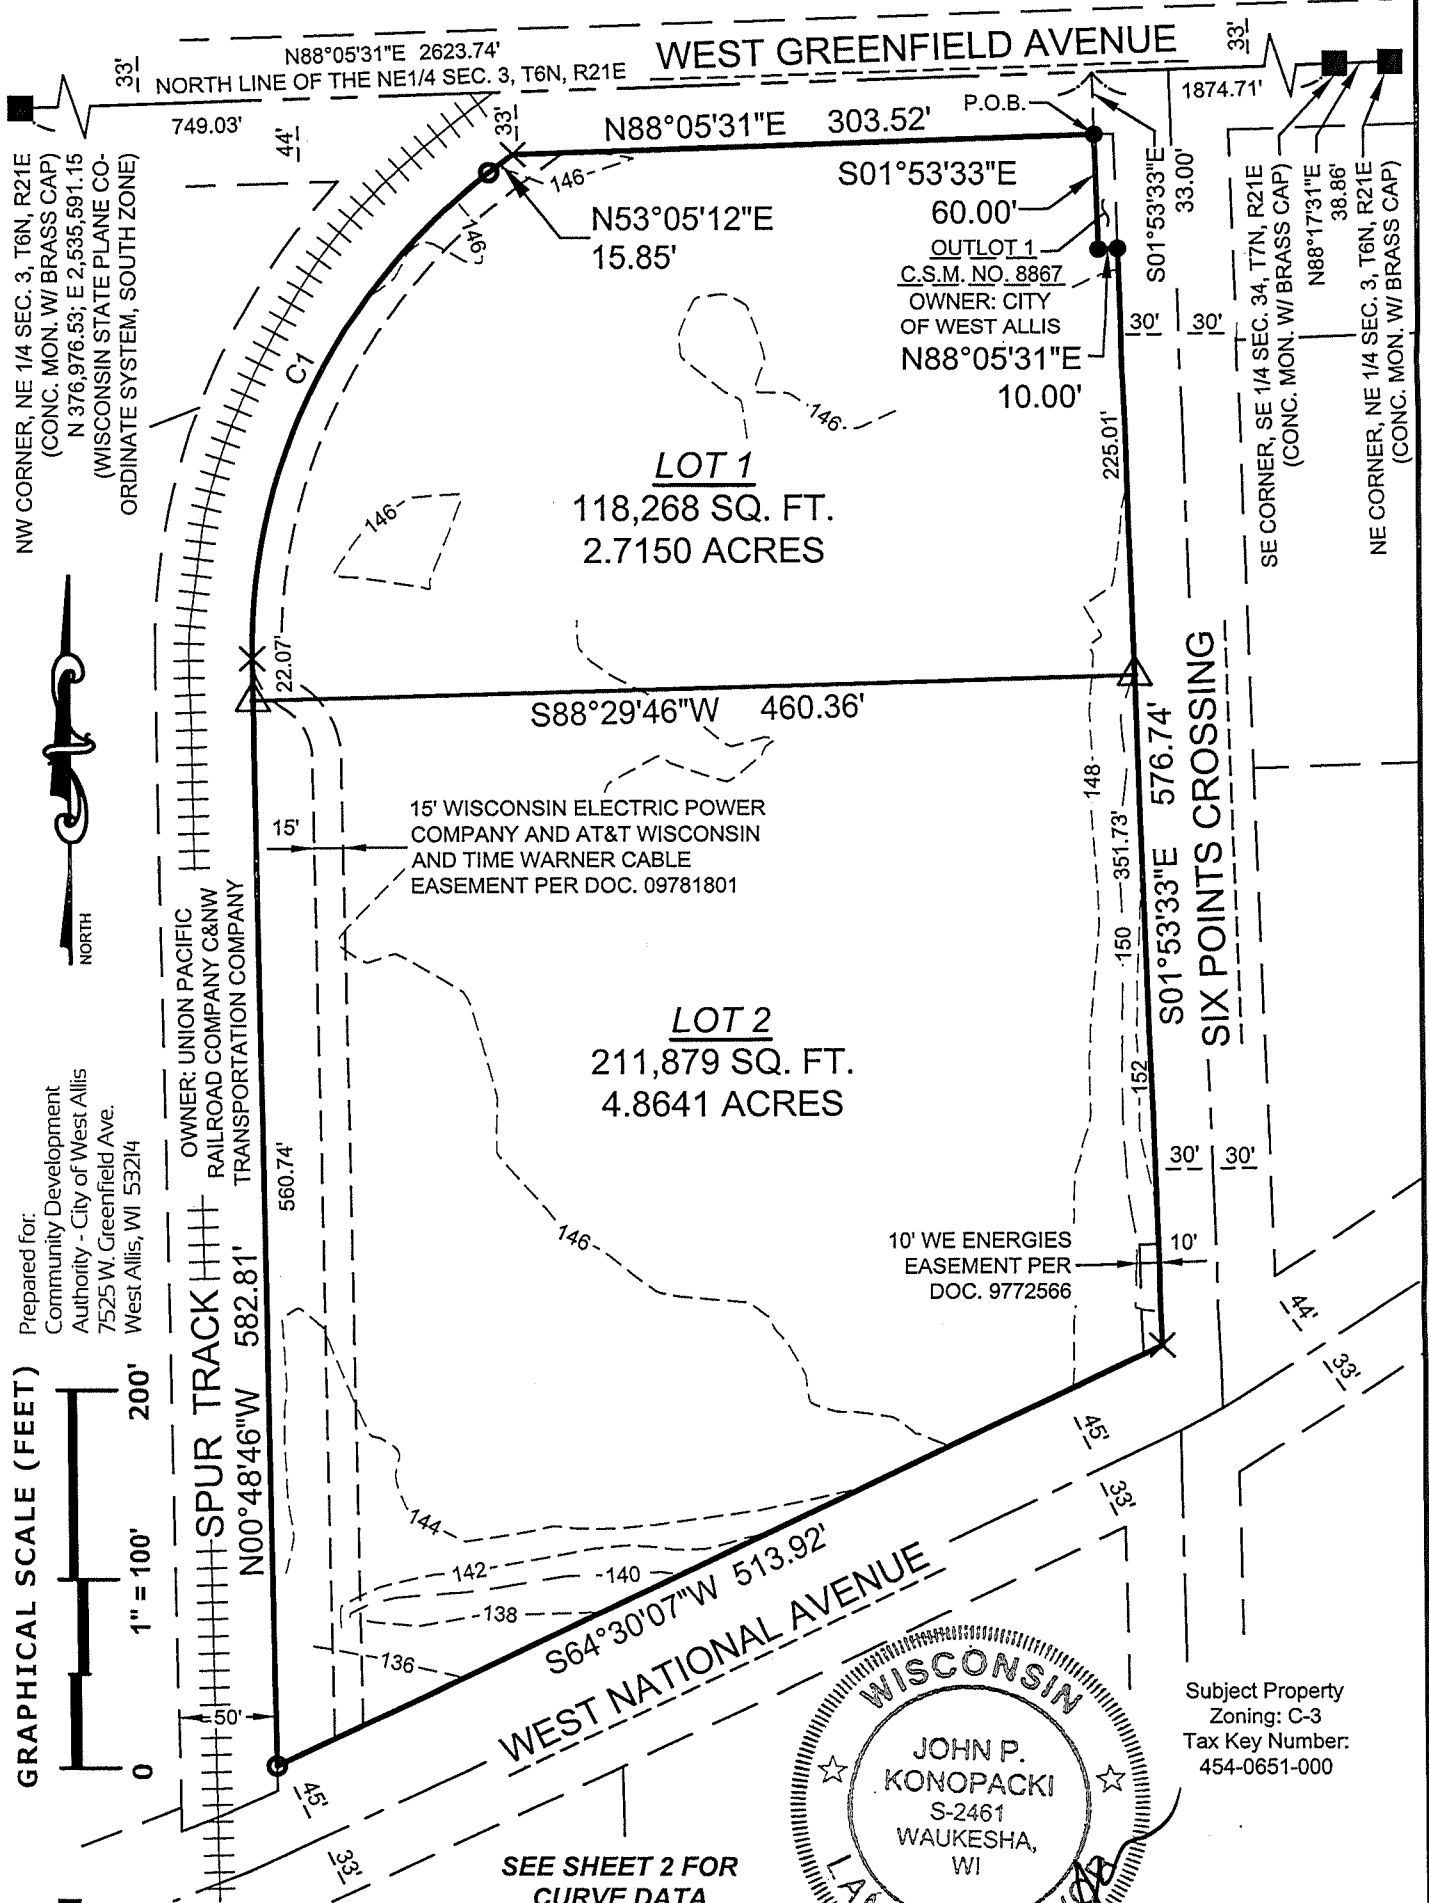 N88°05'31"E 2623.74'
NORTH LINE OF THE NE1/4 SEC. 3, T6N, R21E
WEST GREENFIELD AVENUE
33'
33'
749.03'
1874.71'
44'
33'
N88°05'31"E 303.52'
P.O.B.
S01°53'33"E
60.00'
S01°53'33"E
33.00'
N53°05'12"E
15.85'
OUTLOT 1
C.S.M. NO. 8867
OWNER: CITY
OF WEST ALLIS
N88°05'31"E
10.00'
30'
30'
NW CORNER, NE 1/4 SEC. 3, T6N, R21E
(CONC. MON. W/ BRASS CAP)
N 376,976.53; E 2,535,591.15
(WISCONSIN STATE PLANE CO-
ORDINATE SYSTEM, SOUTH ZONE)
SE CORNER, SE 1/4 SEC. 34, T7N, R21E
(CONC. MON. W/ BRASS CAP)
N88°17'31"E
38.86'
NE CORNER, NE 1/4 SEC. 3, T6N, R21E
(CONC. MON. W/ BRASS CAP)
146
146
C1
146
146
225.01'
LOT 1
118,268 SQ. FT.
2.7150 ACRES
22.07'
S88°29'46"W 460.36'
15'
15' WISCONSIN ELECTRIC POWER
COMPANY AND AT&T WISCONSIN
AND TIME WARNER CABLE
EASEMENT PER DOC. 09781801
148
150
351.73'
152
S01°53'33"E 576.74'
SIX POINTS CROSSING
NORTH
OWNER: UNION PACIFIC
RAILROAD COMPANY C&NW
TRANSPORTATION COMPANY
LOT 2
211,879 SQ. FT.
4.8641 ACRES
560.74'
30'
30'
Prepared for:
Community Development
Authority - City of West Allis
7525 W. Greenfield Ave.
West Allis, WI 53214
146
10' WE ENERGIES
EASEMENT PER
DOC. 9772566
10'
SPUR TRACK
N00°48'46"W 582.81'
44'
33'
GRAPHICAL SCALE (FEET)
0
1" = 100'
200'
45'
33'
144
142
140
138
136
S64°30'07"W 513.92'
WEST NATIONAL AVENUE
50'
45'
33'
WISCONSIN
JOHN P.
KONOPACKI
S-2461
WAUKESHA,
WI
Subject Property
Zoning: C-3
Tax Key Number:
454-0651-000
SEE SHEET 2 FOR
CURVE DATA